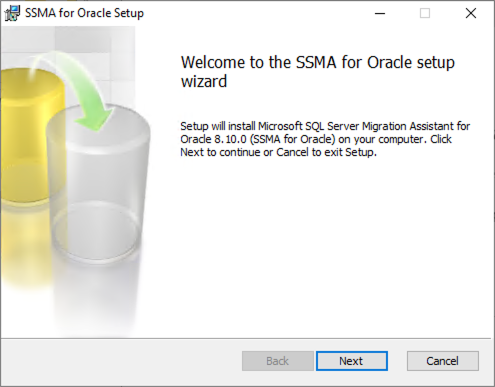 SSMA for Oracle Setup
Welcome to the SSMA for Oracle setup
wizard
Setup will install Microsoft SQL Server Migration Assistant for
Oracle 8.10.0 (SSMA for Oracle) on your computer. Click
Next to continue or Cancel to exit Setup.
Back Next Cancel